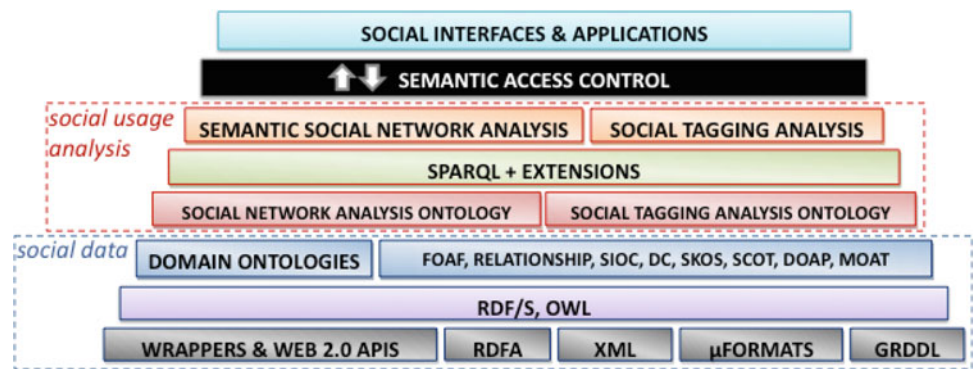 SOCIAL INTERFACES & APPLICATIONS
SEMANTIC ACCESS CONTROL
social usage
analysis
SEMANTIC SOCIAL NETWORK ANALYSIS
SOCIAL TAGGING ANALYSIS
SPARQL + EXTENSIONS
SOCIAL NETWORK ANALYSIS ONTOLOGY
SOCIAL TAGGING ANALYSIS ONTOLOGY
social data
DOMAIN ONTOLOGIES
FOAF, RELATIONSHIP, SIOC, DC, SKOS, SCOT, DOAP, MOAT
RDF/S, OWL
WRAPPERS & WEB 2.0 APIS
RDFA
XML
µFORMATS
GRDDL